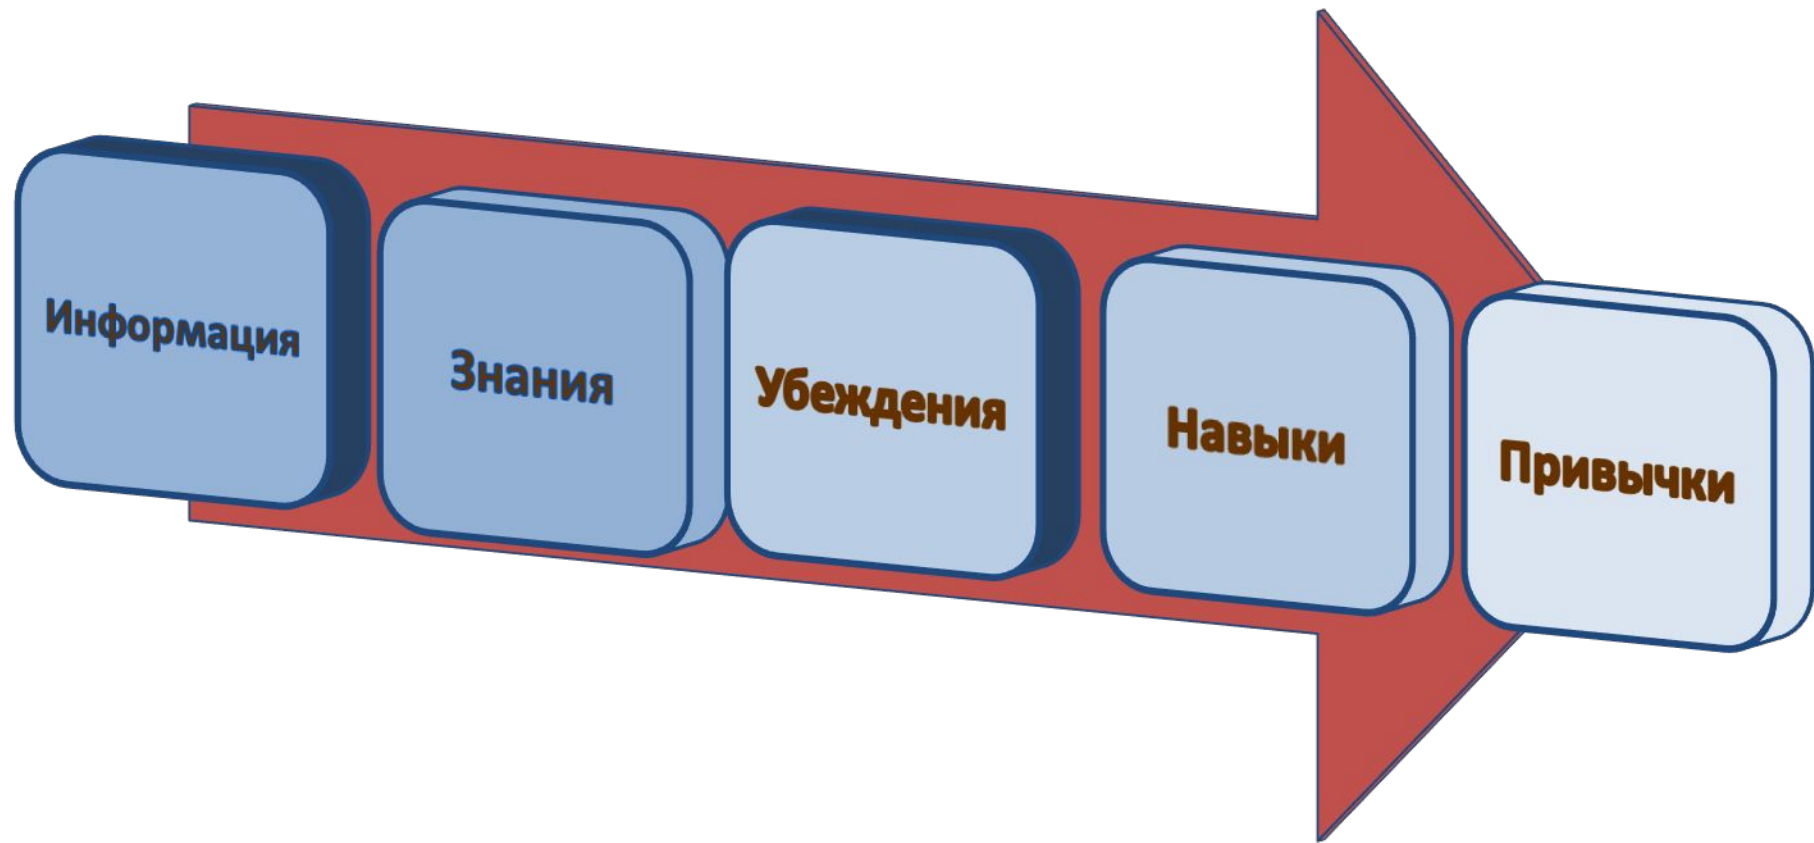 Информация
Знания
Убеждения
Навыки
Привычки